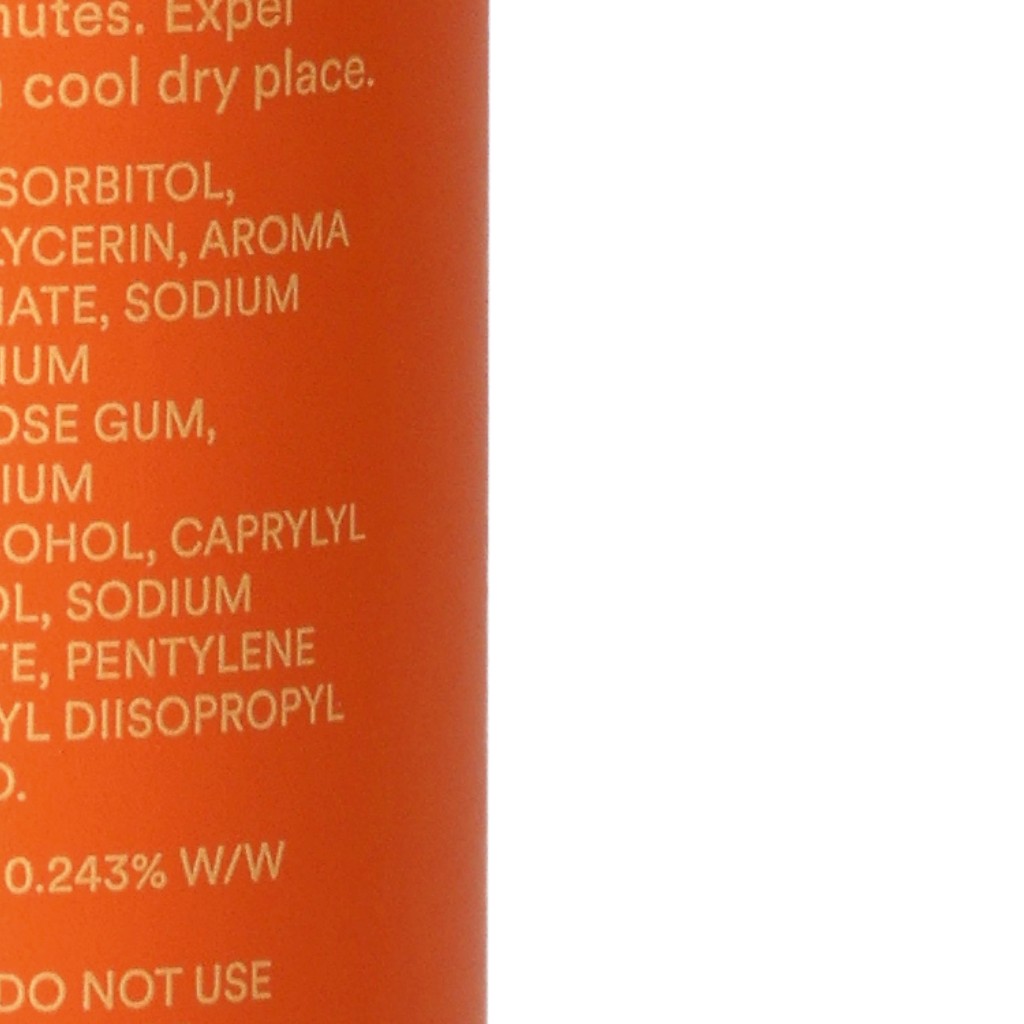 nutes. Expel
cool dry place.
SORBITOL,
LYCERIN, AROMA
IATE, SODIUM
IUM
OSE GUM,
IUM
OHOL, CAPRYLYL
OL, SODIUM
TE, PENTYLENE
YL DIISOPROPYL
D.
0.243% W/W
DO NOT USE